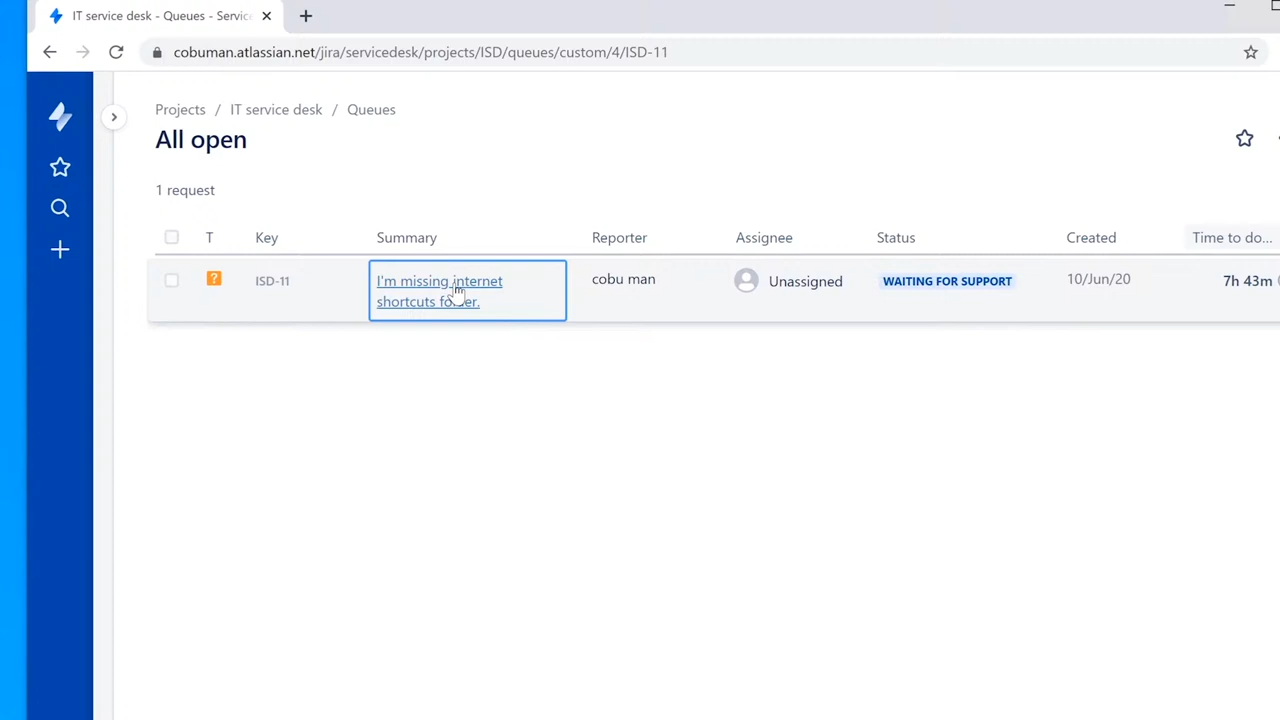 IT service desk - Queues - Servic
cobuman.atlassian.net/jira/servicedesk/projects/ISD/queues/custom/4/ISD-11
Projects / IT service desk / Queues
All open
1 request
T Key Summary Reporter Assignee Status Created Time to do...
? ISD-11 I'm missing internet cobu man Unassigned WAITING FOR SUPPORT 10/Jun/20 7h 43m
shortcuts folder.